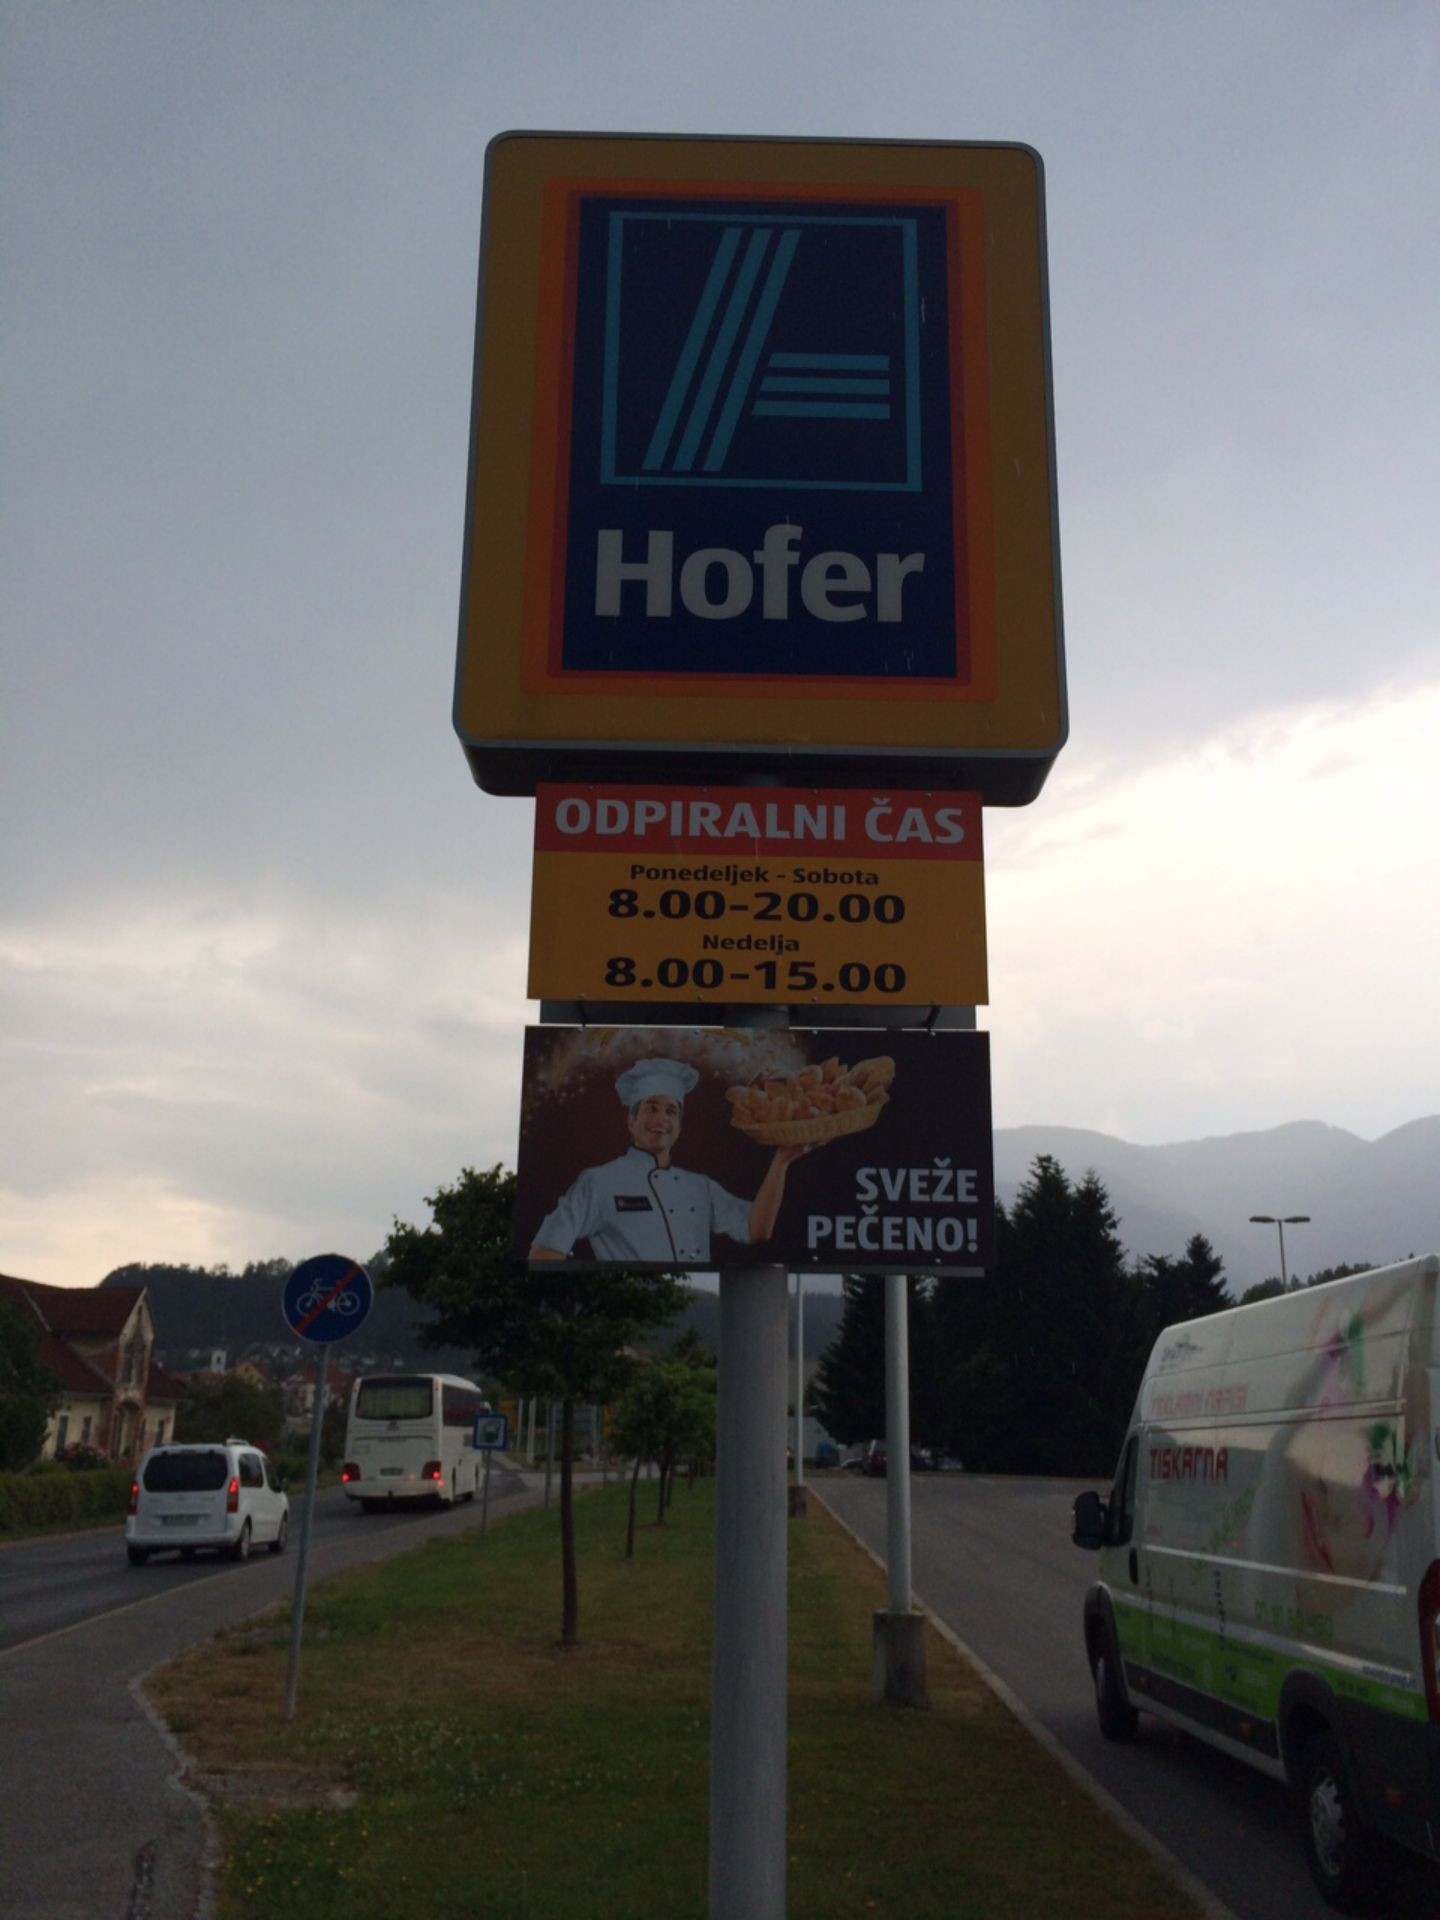 Hofer
ODPIRALNI ČAS
Ponedeljek - Sobota
8.00-20.00
Nedelja
8.00-15.00
SVEŽE
PEČENO!
TISKArNA